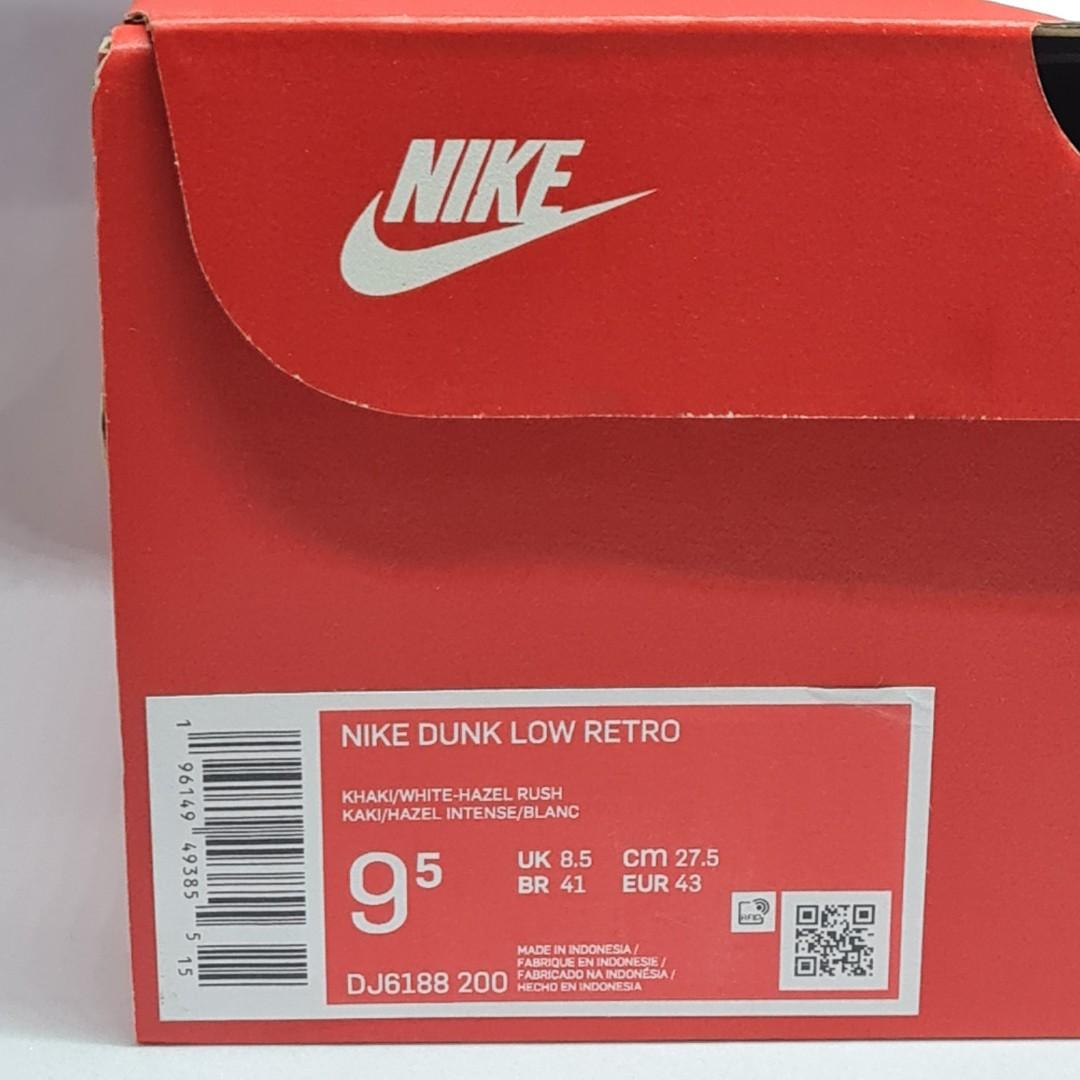 NIKE
NIKE DUNK LOW RETRO
KHAKI/WHITE-HAZEL RUSH
KAKI/HAZEL INTENSE/BLANC
9⁵
UK 8.5 cm 27.5
BR 41 EUR 43
RFID
DJ6188 200
MADE IN INDONESIA /
FABRIQUE EN INDONESIE /
FABRICADO NA INDONÉSIA /
HECHO EN INDONESIA
1 96149 49385 5 15